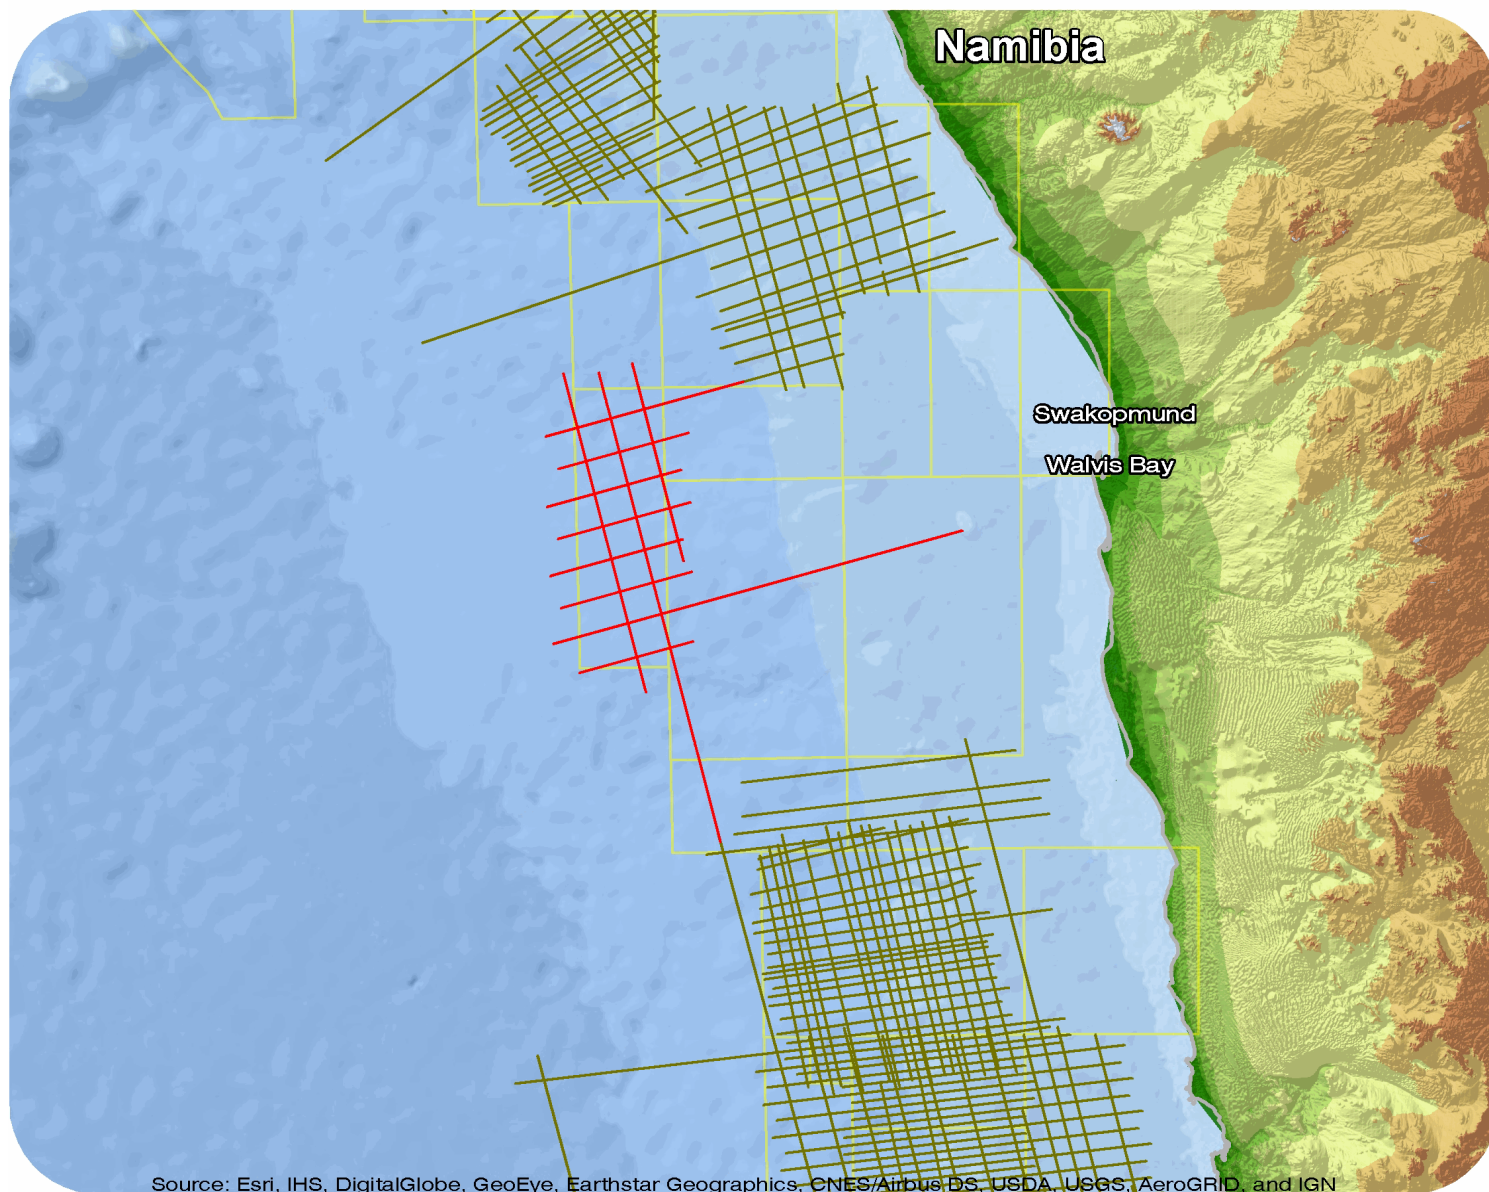 Namibia
Swakopmund
Walvis Bay
Source: Esri, IHS, DigitalGlobe, GeoEye, Earthstar Geographics, CNES/Airbus DS, USDA, USGS, AeroGRID, and IGN